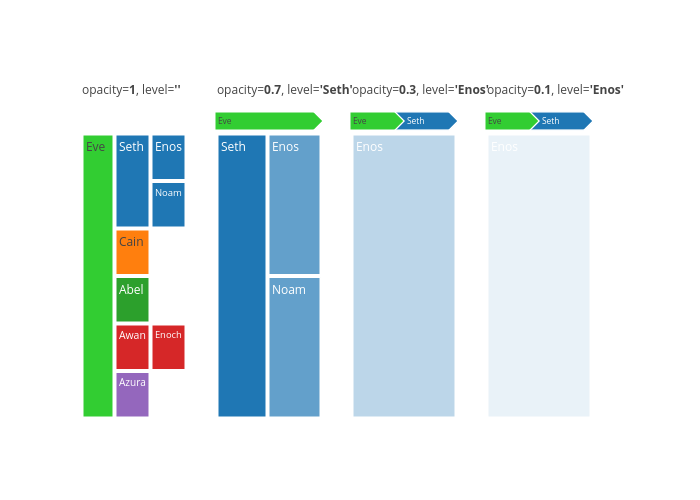 opacity=1, level=''
opacity=0.7, level='Seth'
opacity=0.3, level='Enos'
opacity=0.1, level='Enos'
Eve
Eve Seth
Eve Seth
Eve
Seth
Enos
Noam
Cain
Abel
Awan
Enoch
Azura
Seth
Enos
Noam
Enos
Enos